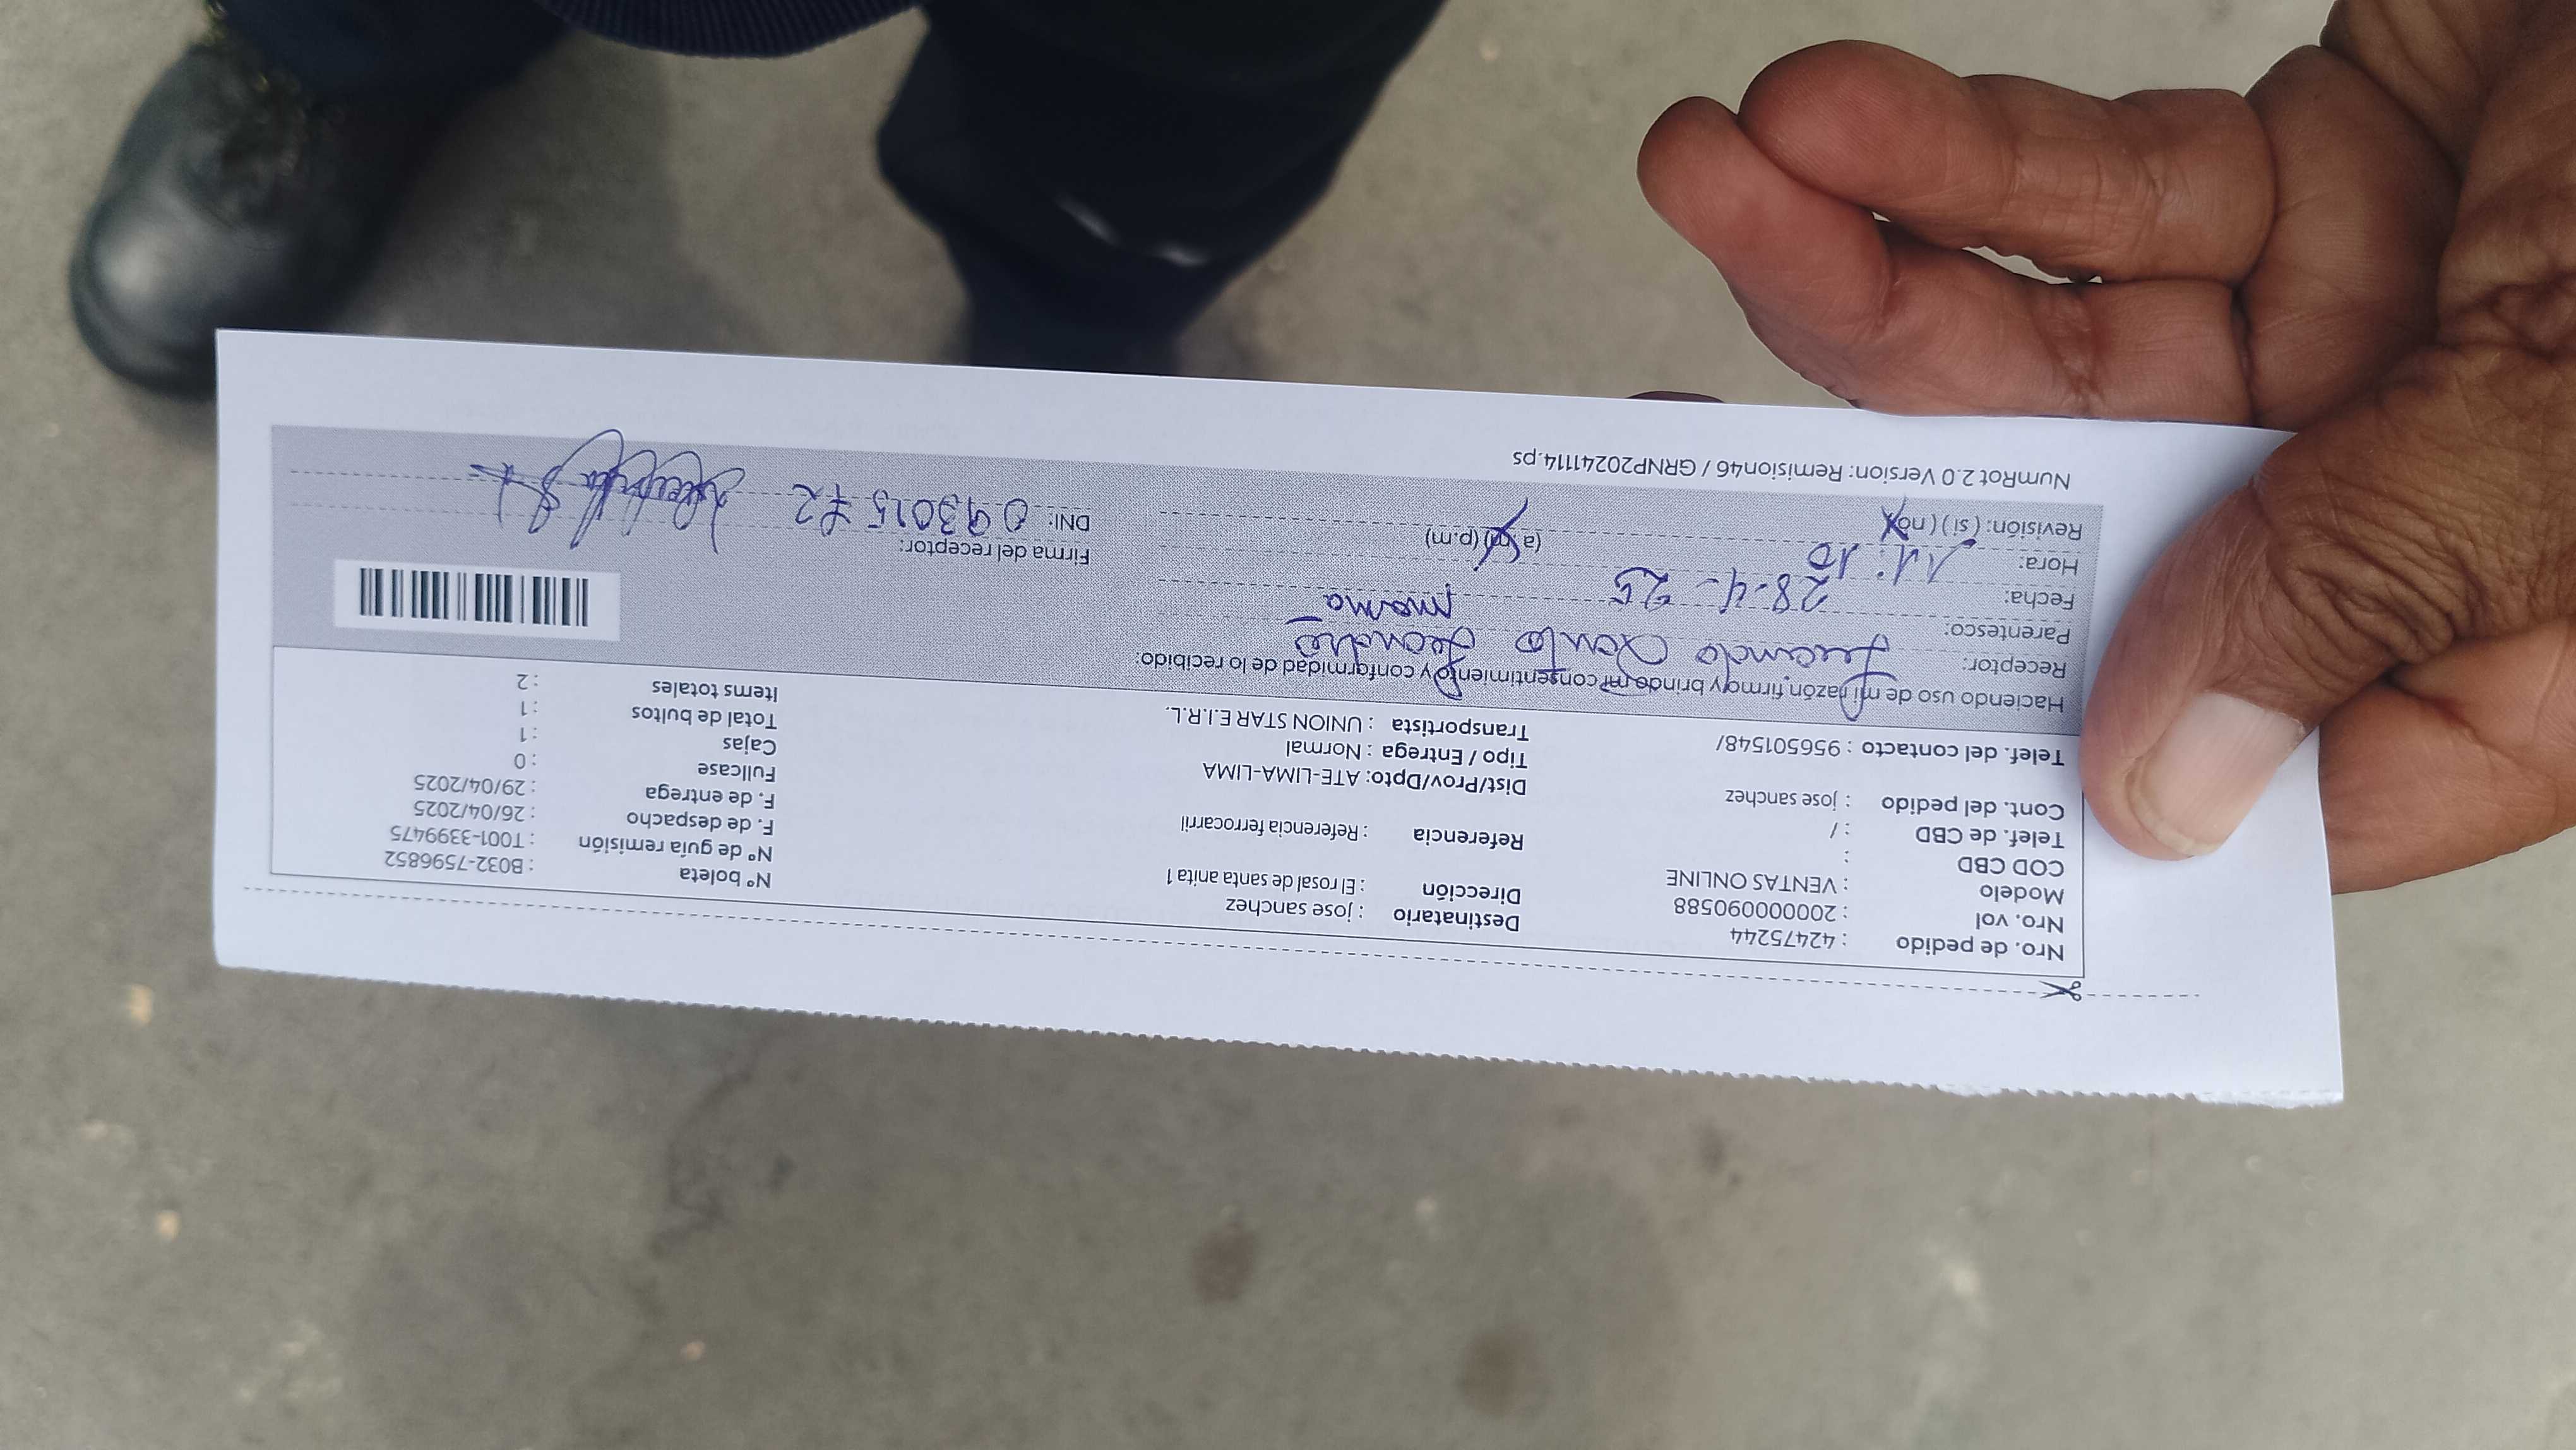 Nro. de pedido : 42475244
Nro. vol : 20000090588
Modelo : VENTAS ONLINE
COD CBD :
Telef. de CBD : /
Cont. del pedido : jose sanchez
Telef. del contacto : 956501548/
Destinatario : jose sanchez
Dirección : El rosal de santa anita 1
Referencia : Referencia ferrocarril
Dist/Prov/Dpto: ATE-LIMA-LIMA
Tipo / Entrega : Normal
Transportista : UNION STAR E.I.R.L.
N° boleta : B032-7596852
N° de guía remisión : T001-3399475
F. de despacho : 26/04/2025
F. de entrega : 29/04/2025
Fullcase : 0
Cajas : 1
Total de bultos : 1
Items totales : 2
Haciendo uso de mi razón, firmo y brindo mi consentimiento y conformidad de lo recibido:
Receptor:
Parentesco:
Fecha: 28-4-25
Hora: 11:10 (a.m) (p.m)
Revisión: (si) (no)
Firma del receptor:
DNI: 09301572
NumRot 2.0 Version: Remision46 / GRNP20241114.ps